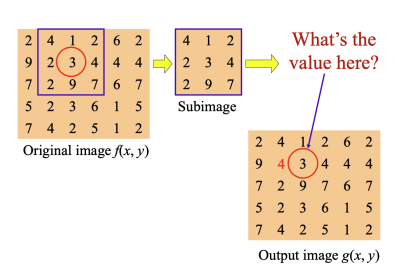 2 4 1 2 6 2
9 2 3 4 4 4
7 2 9 7 6 7
5 2 3 6 1 5
7 4 2 5 1 2
Original image f(x, y)
4 1 2
2 3 4
2 9 7
Subimage
What's the
value here?
2 4 1 2 6 2
9 4 3 4 4 4
7 2 9 7 6 7
5 2 3 6 1 5
7 4 2 5 1 2
Output image g(x, y)